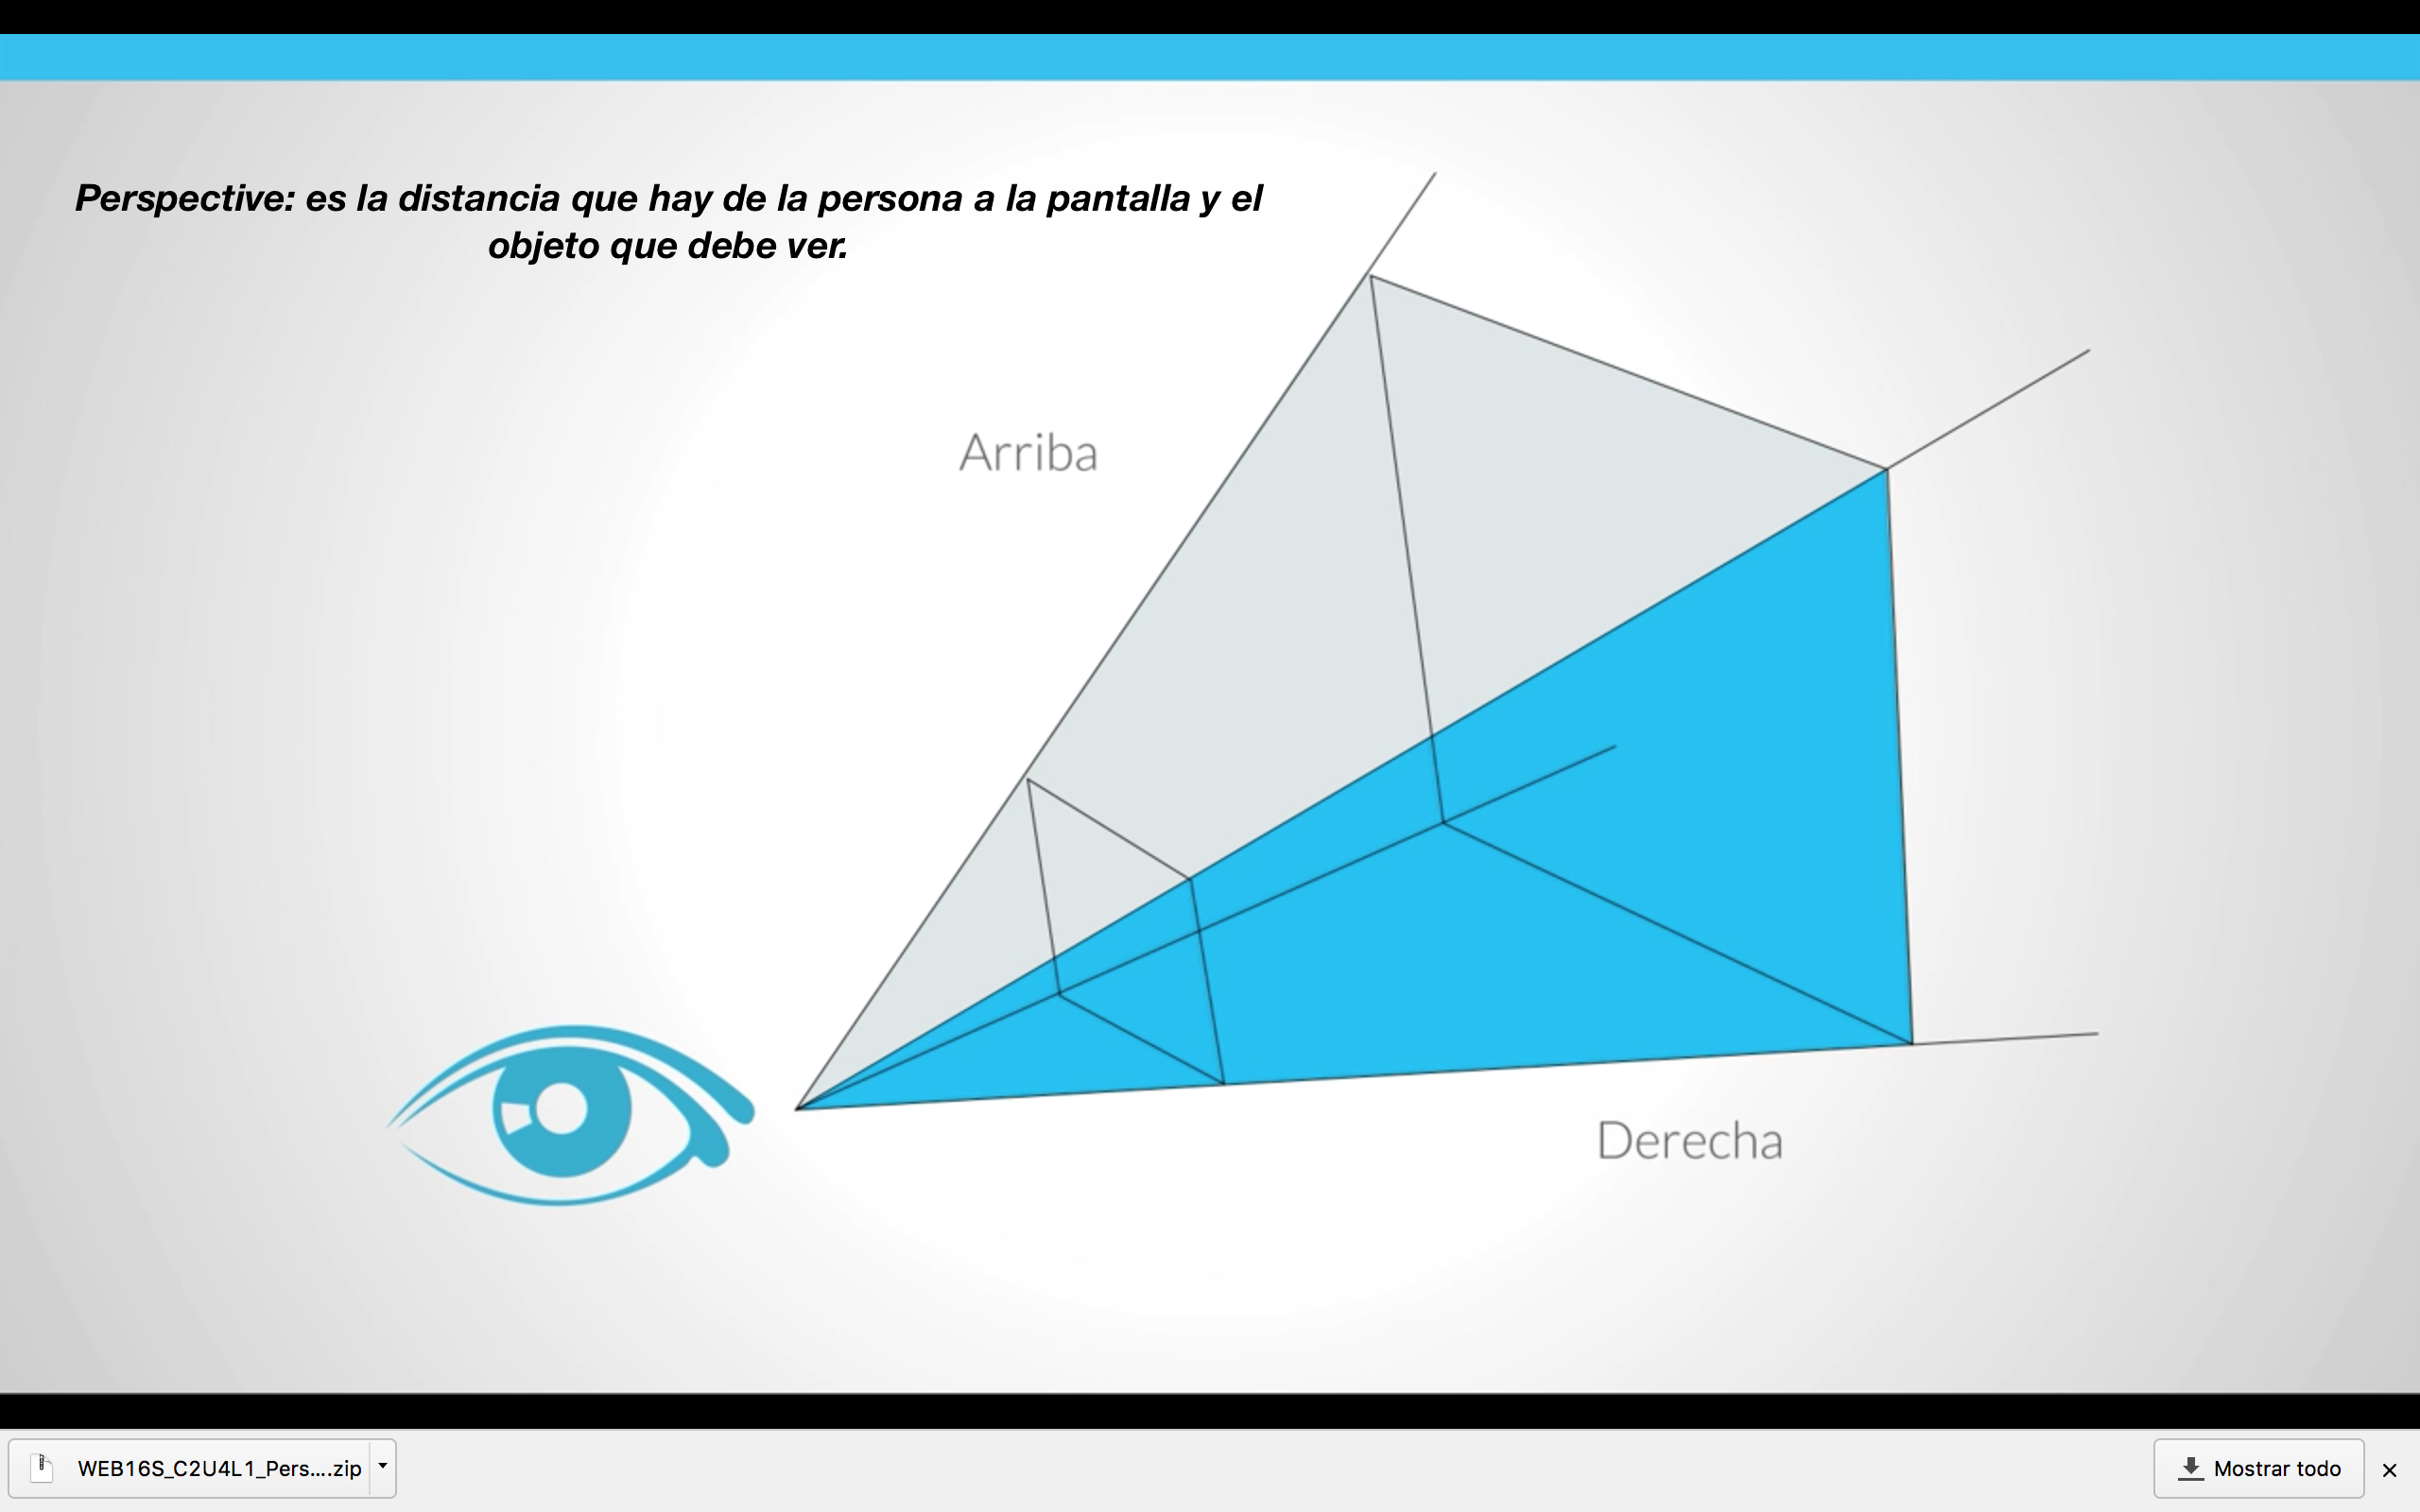 Perspective: es la distancia que hay de la persona a la pantalla y el
objeto que debe ver.
Arriba
Derecha
WEB16S_C2U4L1_Pers....zip
Mostrar todo